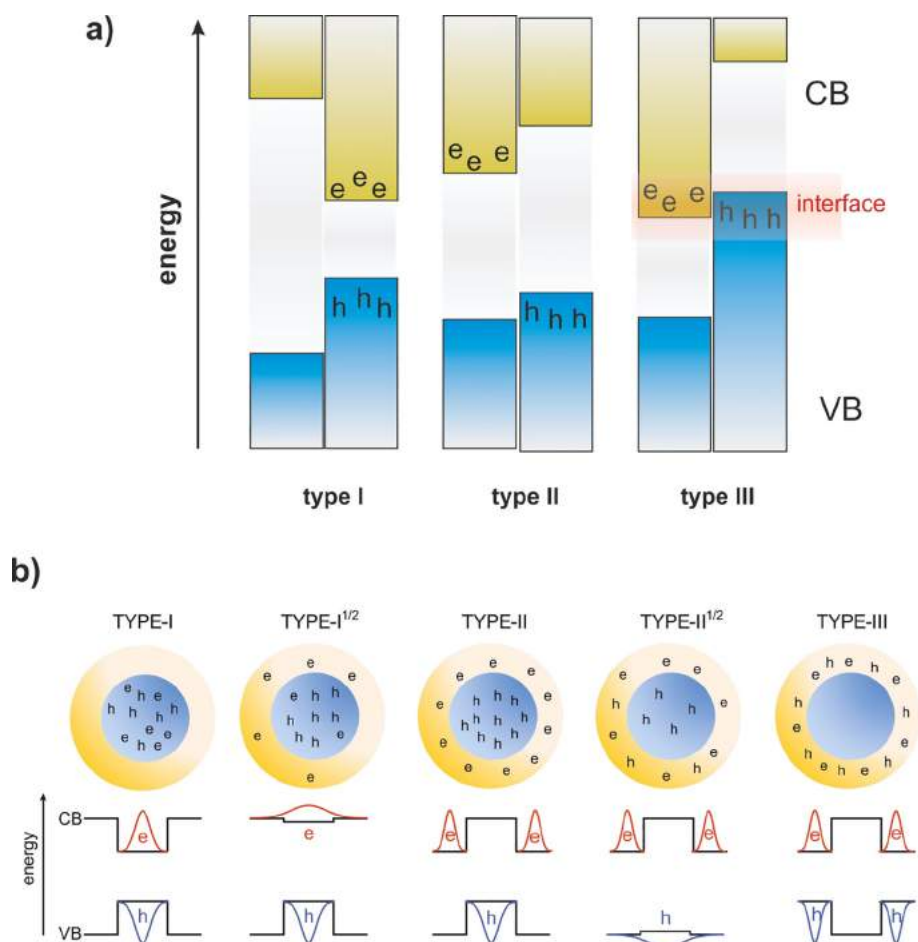 a)
energy
CB
e e e
e e e
e e e
interface
h h h
h h h
h h h
VB
type I
type II
type III
b)
TYPE-I
TYPE-I1/2
TYPE-II
TYPE-II1/2
TYPE-III
energy
CB
e
e
e e
e e
e e
VB
h
h
h
h
h h